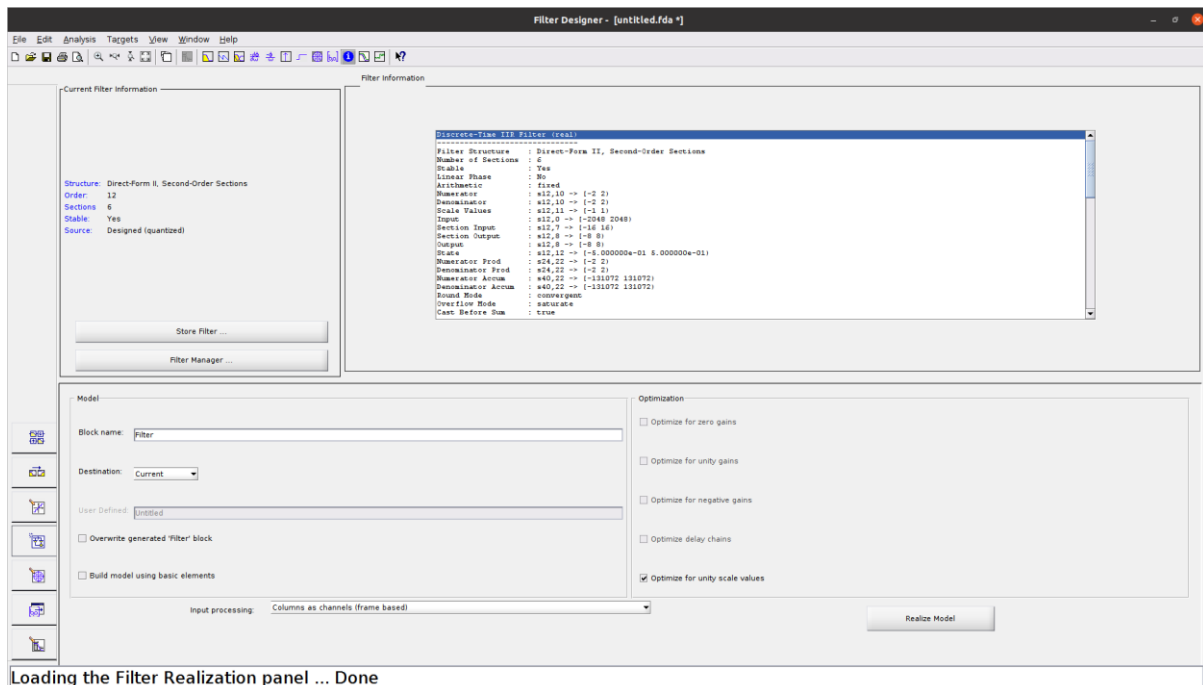 Filter Designer - [untitled.fda *]
File Edit Analysis Targets View Window Help
Filter Information
Current Filter Information
Structure: Direct-Form II, Second-Order Sections
Order: 12
Sections 6
Stable: Yes
Source: Designed (quantized)
Store Filter ...
Filter Manager ...
Discrete-Time IIR Filter (real)
-------------------------------
Filter Structure : Direct-Form II, Second-Order Sections
Number of Sections : 6
Stable : Yes
Linear Phase : No
Arithmetic : fixed
Numerator : s12,10 -> [-2 2)
Denominator : s12,10 -> [-2 2)
Scale Values : s12,11 -> [-1 1)
Input : s12,0 -> [-2048 2048)
Section Input : s12,7 -> [-16 16)
Section Output : s12,8 -> [-8 8)
Output : s12,8 -> [-8 8)
State : s12,12 -> [-5.000000e-01 5.000000e-01)
Numerator Prod : s24,22 -> [-2 2)
Denominator Prod : s24,22 -> [-2 2)
Numerator Accum : s40,22 -> [-131072 131072)
Denominator Accum : s40,22 -> [-131072 131072)
Round Mode : convergent
Overflow Mode : saturate
Cast Before Sum : true
Model
Block name: Filter
Destination: Current
User Defined: Untitled
Overwrite generated 'Filter' block
Build model using basic elements
Optimization
Optimize for zero gains
Optimize for unity gains
Optimize for negative gains
Optimize delay chains
Optimize for unity scale values
Input processing: Columns as channels (frame based)
Realize Model
Loading the Filter Realization panel ... Done